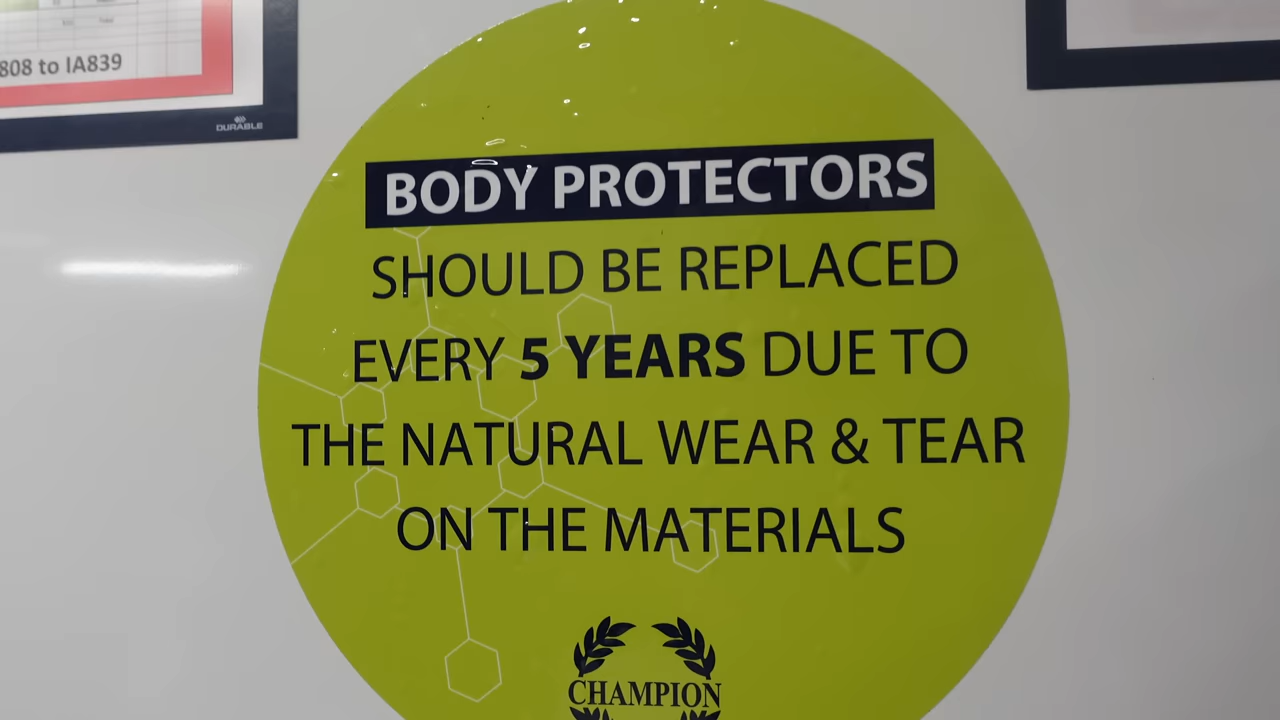 808 to IA839
DURABLE
BODY PROTECTORS
SHOULD BE REPLACED
EVERY 5 YEARS DUE TO
THE NATURAL WEAR & TEAR
ON THE MATERIALS
CHAMPION